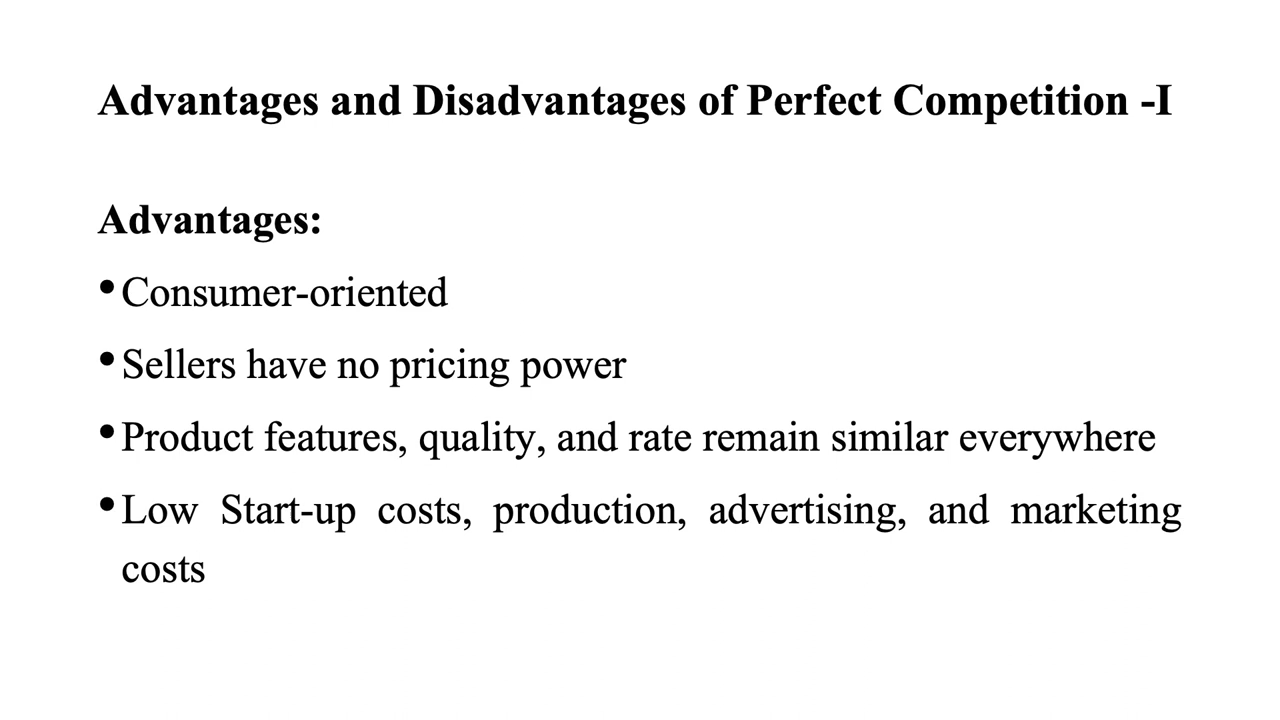 Advantages and Disadvantages of Perfect Competition -I
Advantages:
•Consumer-oriented
•Sellers have no pricing power
•Product features, quality, and rate remain similar everywhere
•Low Start-up costs, production, advertising, and marketing
costs